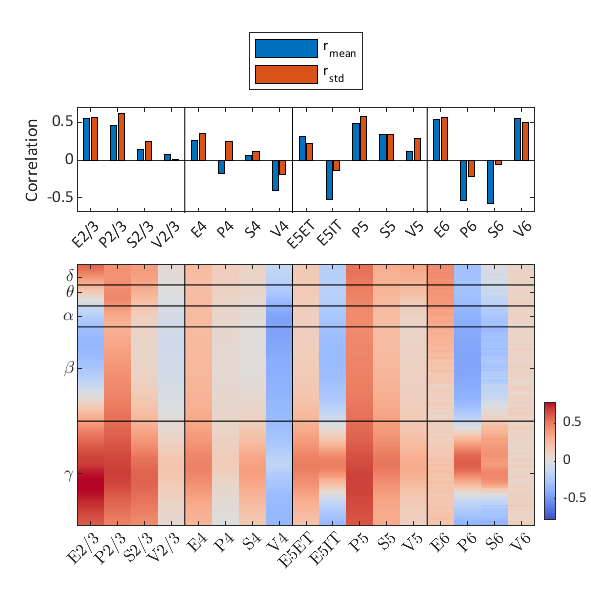 r_mean
r_std
Correlation
0.5
0
-0.5
E2/3 P2/3 S2/3 V2/3 E4 P4 S4 V4 E5ET E5IT P5 S5 V5 E6 P6 S6 V6
δ
θ
α
β
γ
0.5
0
-0.5
E2/3 P2/3 S2/3 V2/3 E4 P4 S4 V4 E5ET E5IT P5 S5 V5 E6 P6 S6 V6